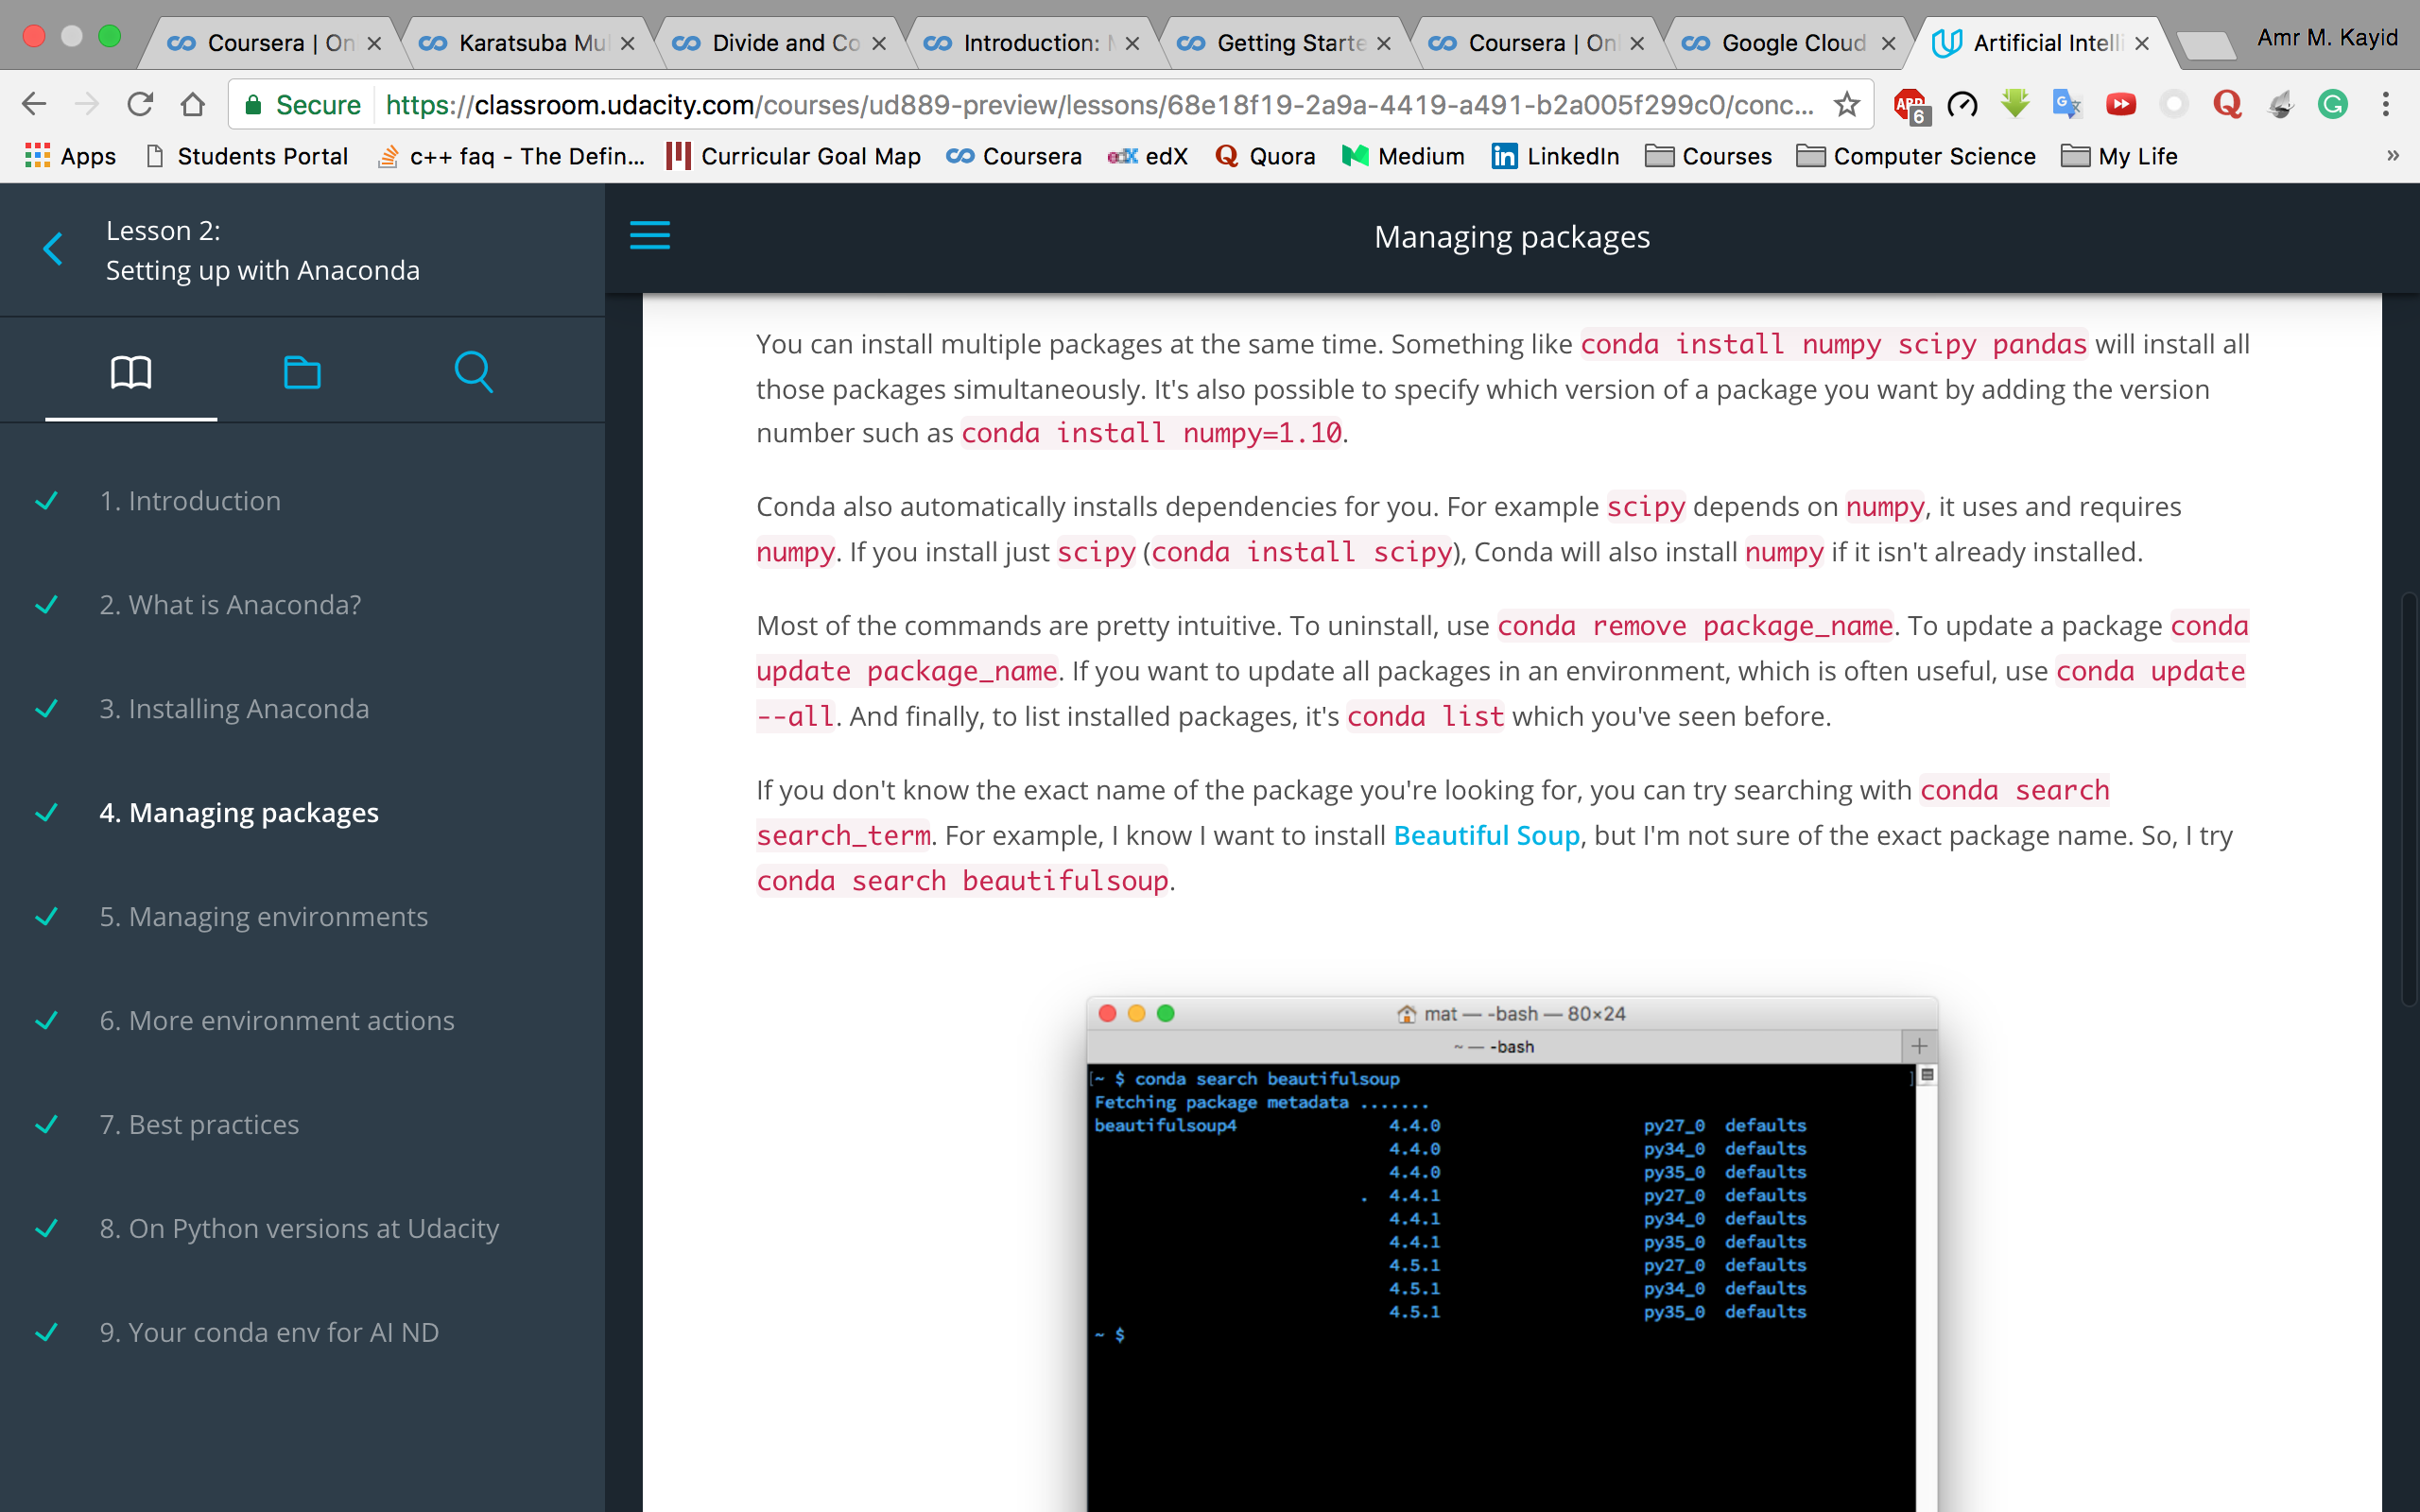 Coursera | On
Karatsuba Mul
Divide and Co
Introduction:
Getting Starte
Coursera | Onl
Google Cloud
Artificial Intelli
Amr M. Kayid
Secure
https://classroom.udacity.com/courses/ud889-preview/lessons/68e18f19-2a9a-4419-a491-b2a005f299c0/conc...
ABP
6
Apps
Students Portal
c++ faq - The Defin...
Curricular Goal Map
Coursera
edX edX
Quora
Medium
in LinkedIn
Courses
Computer Science
My Life
»
Lesson 2:
Setting up with Anaconda
1. Introduction
2. What is Anaconda?
3. Installing Anaconda
4. Managing packages
5. Managing environments
6. More environment actions
7. Best practices
8. On Python versions at Udacity
9. Your conda env for AI ND
Managing packages
You can install multiple packages at the same time. Something like conda install numpy scipy pandas will install all
those packages simultaneously. It's also possible to specify which version of a package you want by adding the version
number such as conda install numpy=1.10.
Conda also automatically installs dependencies for you. For example scipy depends on numpy, it uses and requires
numpy. If you install just scipy (conda install scipy), Conda will also install numpy if it isn't already installed.
Most of the commands are pretty intuitive. To uninstall, use conda remove package_name. To update a package conda
update package_name. If you want to update all packages in an environment, which is often useful, use conda update
--all. And finally, to list installed packages, it's conda list which you've seen before.
If you don't know the exact name of the package you're looking for, you can try searching with conda search
search_term. For example, I know I want to install Beautiful Soup, but I'm not sure of the exact package name. So, I try
conda search beautifulsoup.
mat — -bash — 80×24
~ — -bash
[~ $ conda search beautifulsoup ]
Fetching package metadata .......
beautifulsoup4 4.4.0 py27_0 defaults
4.4.0 py34_0 defaults
4.4.0 py35_0 defaults
. 4.4.1 py27_0 defaults
4.4.1 py34_0 defaults
4.4.1 py35_0 defaults
4.5.1 py27_0 defaults
4.5.1 py34_0 defaults
4.5.1 py35_0 defaults
~ $